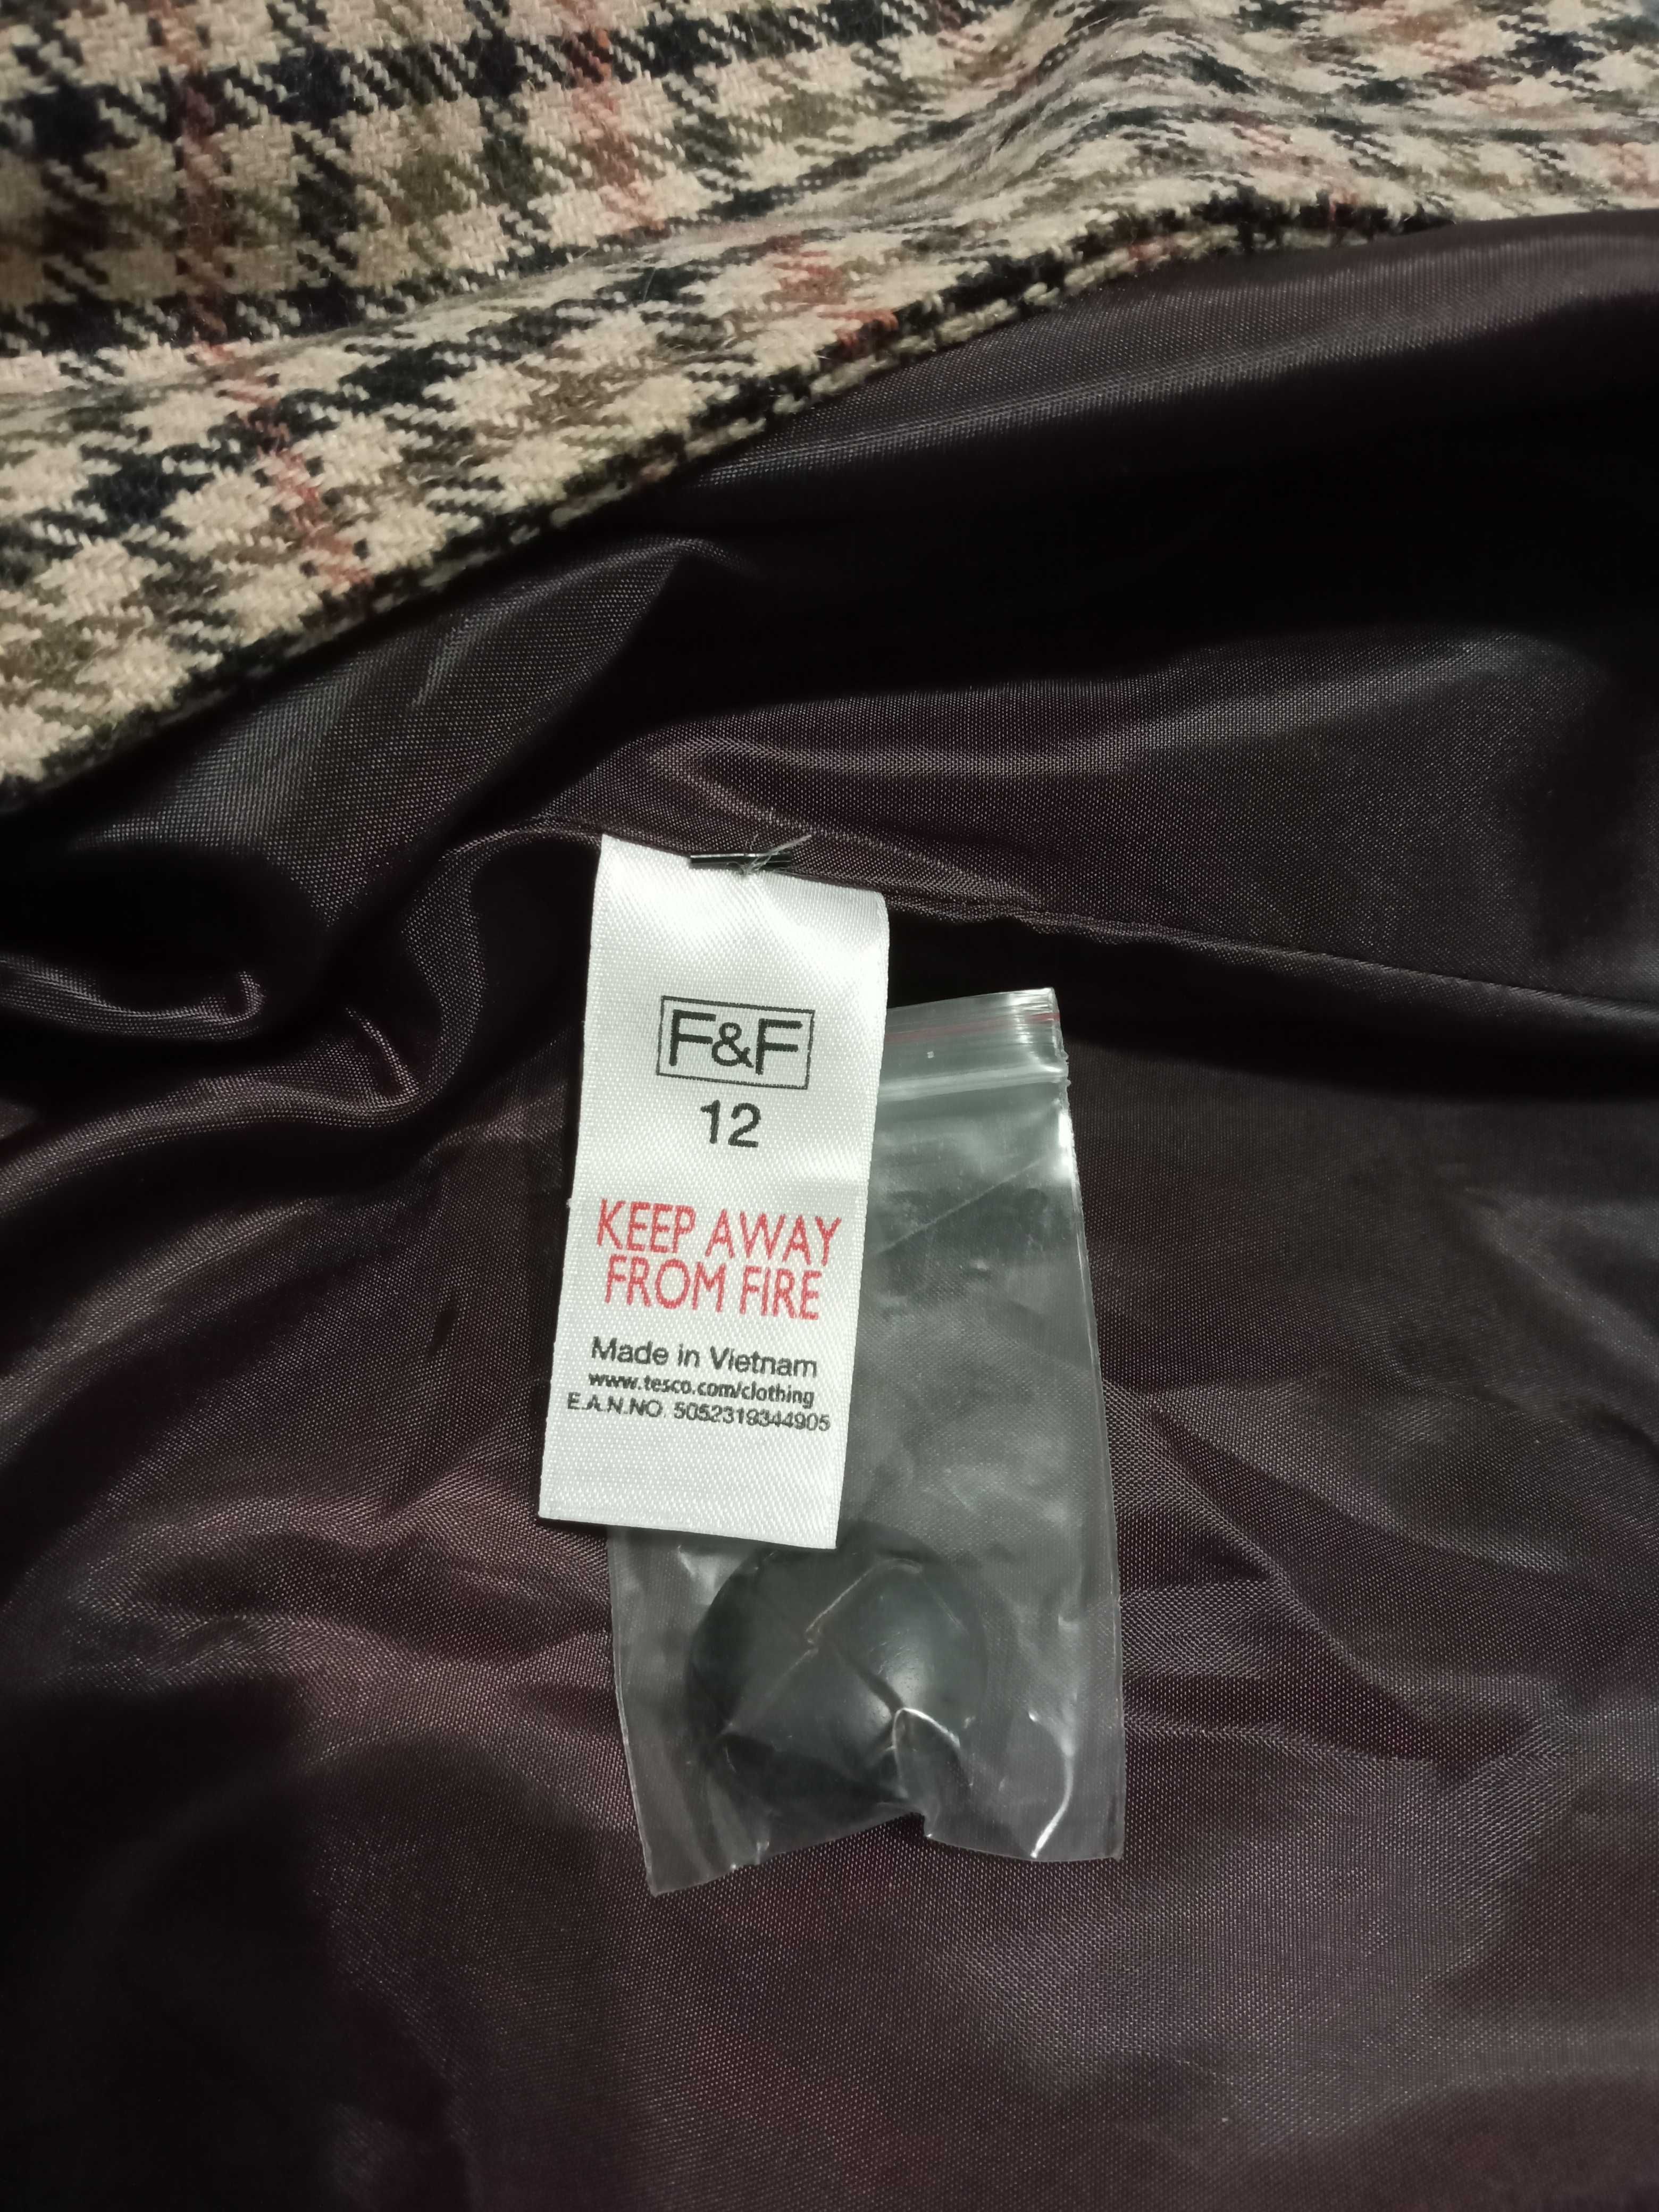 F&F
12
KEEP AWAY
FROM FIRE
Made in Vietnam
www.tesco.com/clothing
E.A.N.NO. 5052319344905